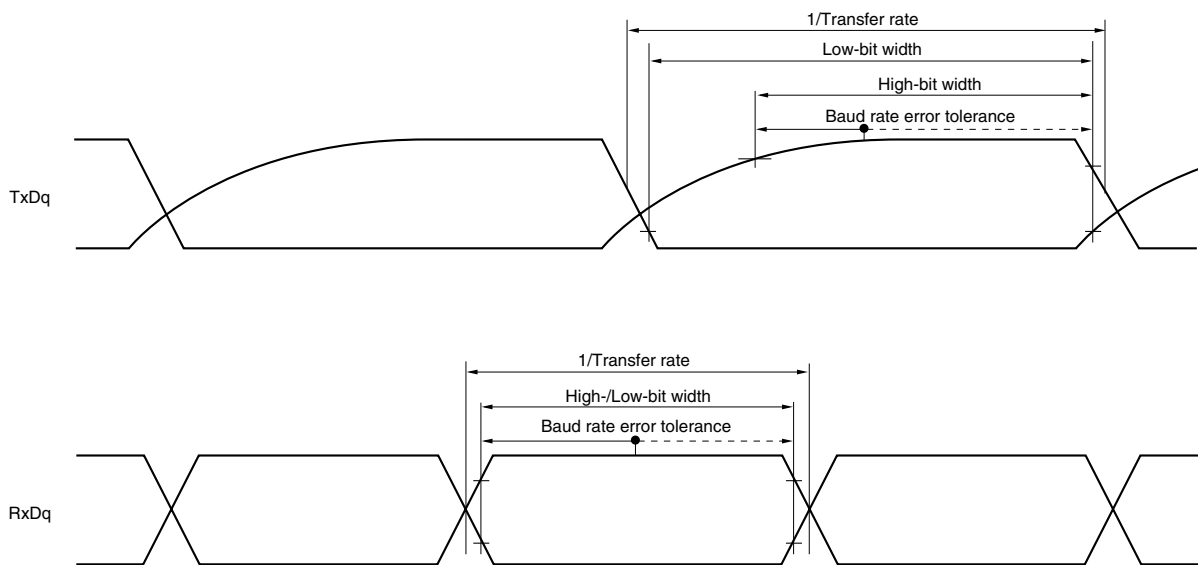 1/Transfer rate
Low-bit width
High-bit width
Baud rate error tolerance
TxDq
1/Transfer rate
High-/Low-bit width
Baud rate error tolerance
RxDq